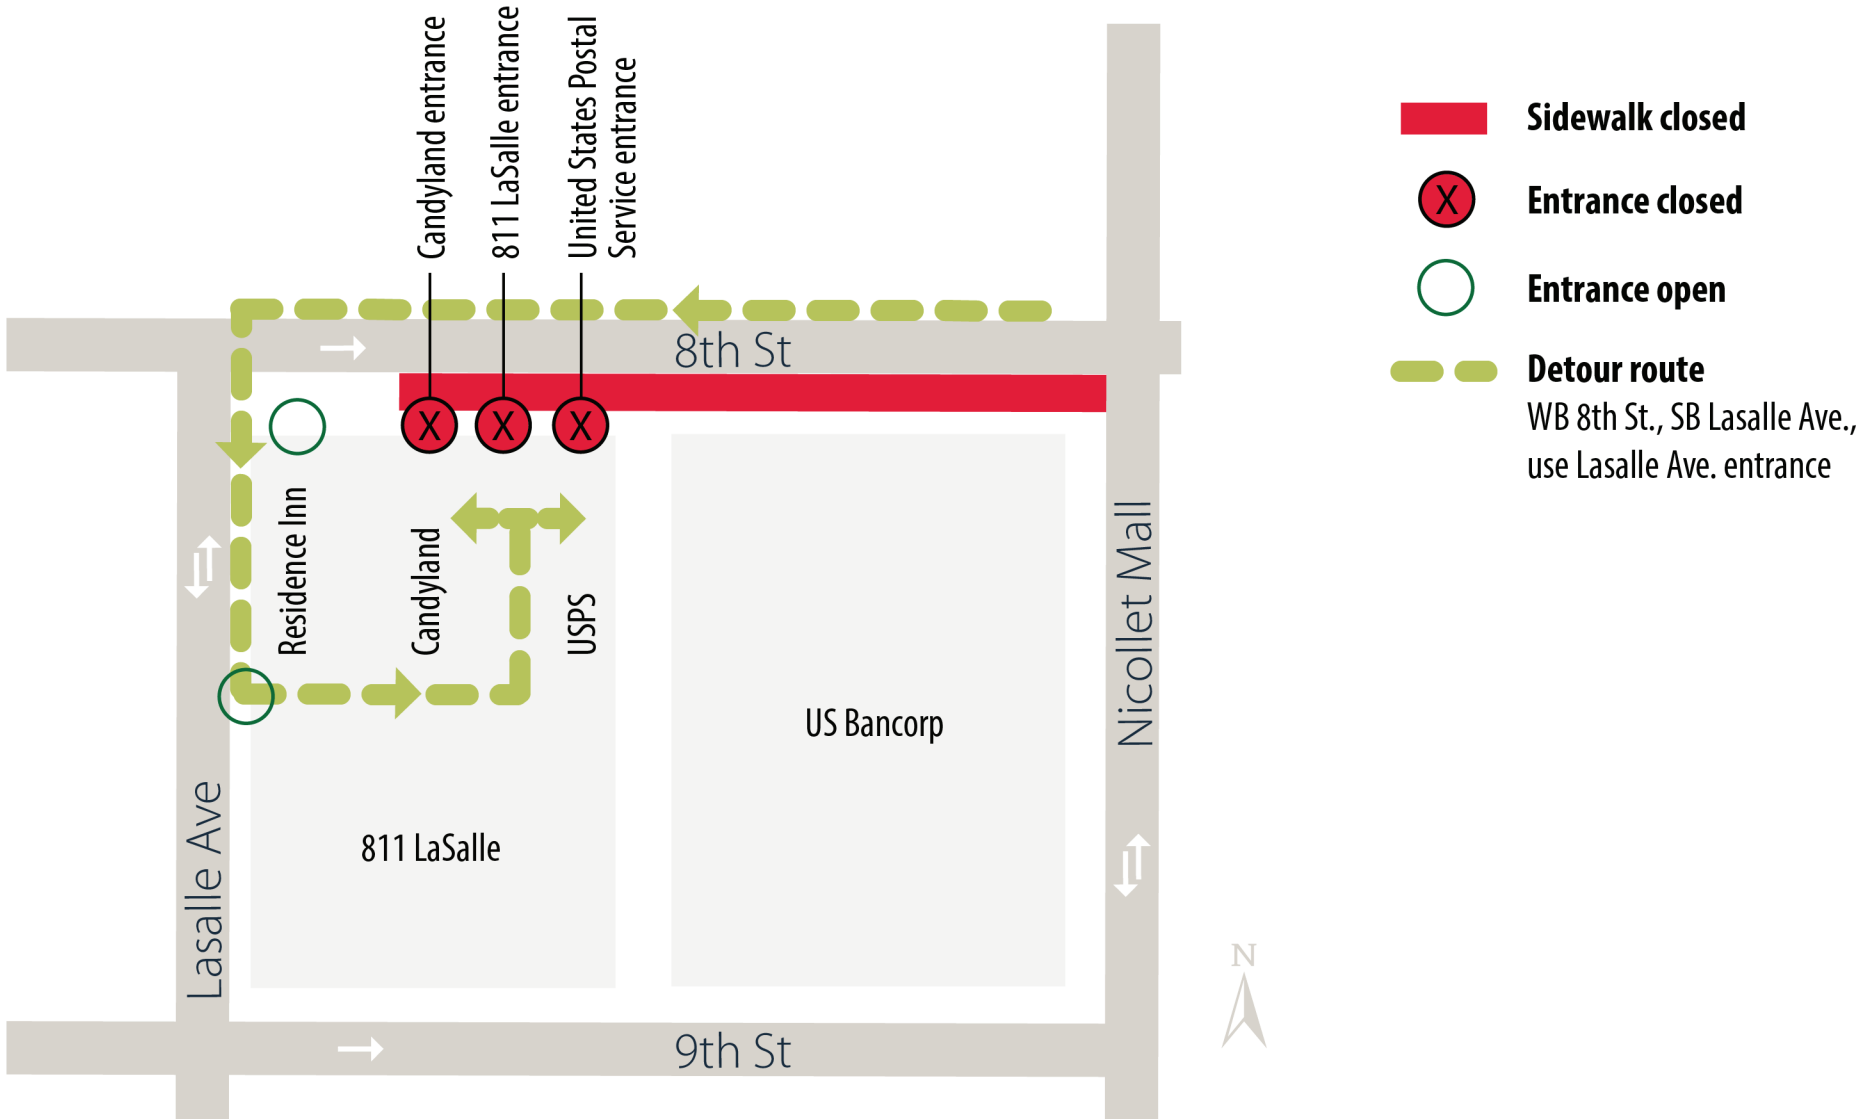 Candyland entrance
811 LaSalle entrance
United States Postal
Service entrance
Sidewalk closed
X
Entrance closed
Entrance open
Detour route
WB 8th St., SB Lasalle Ave.,
use Lasalle Ave. entrance
8th St
X
X
X
Residence Inn
Candyland
USPS
Nicollet Mall
US Bancorp
811 LaSalle
Lasalle Ave
N
9th St